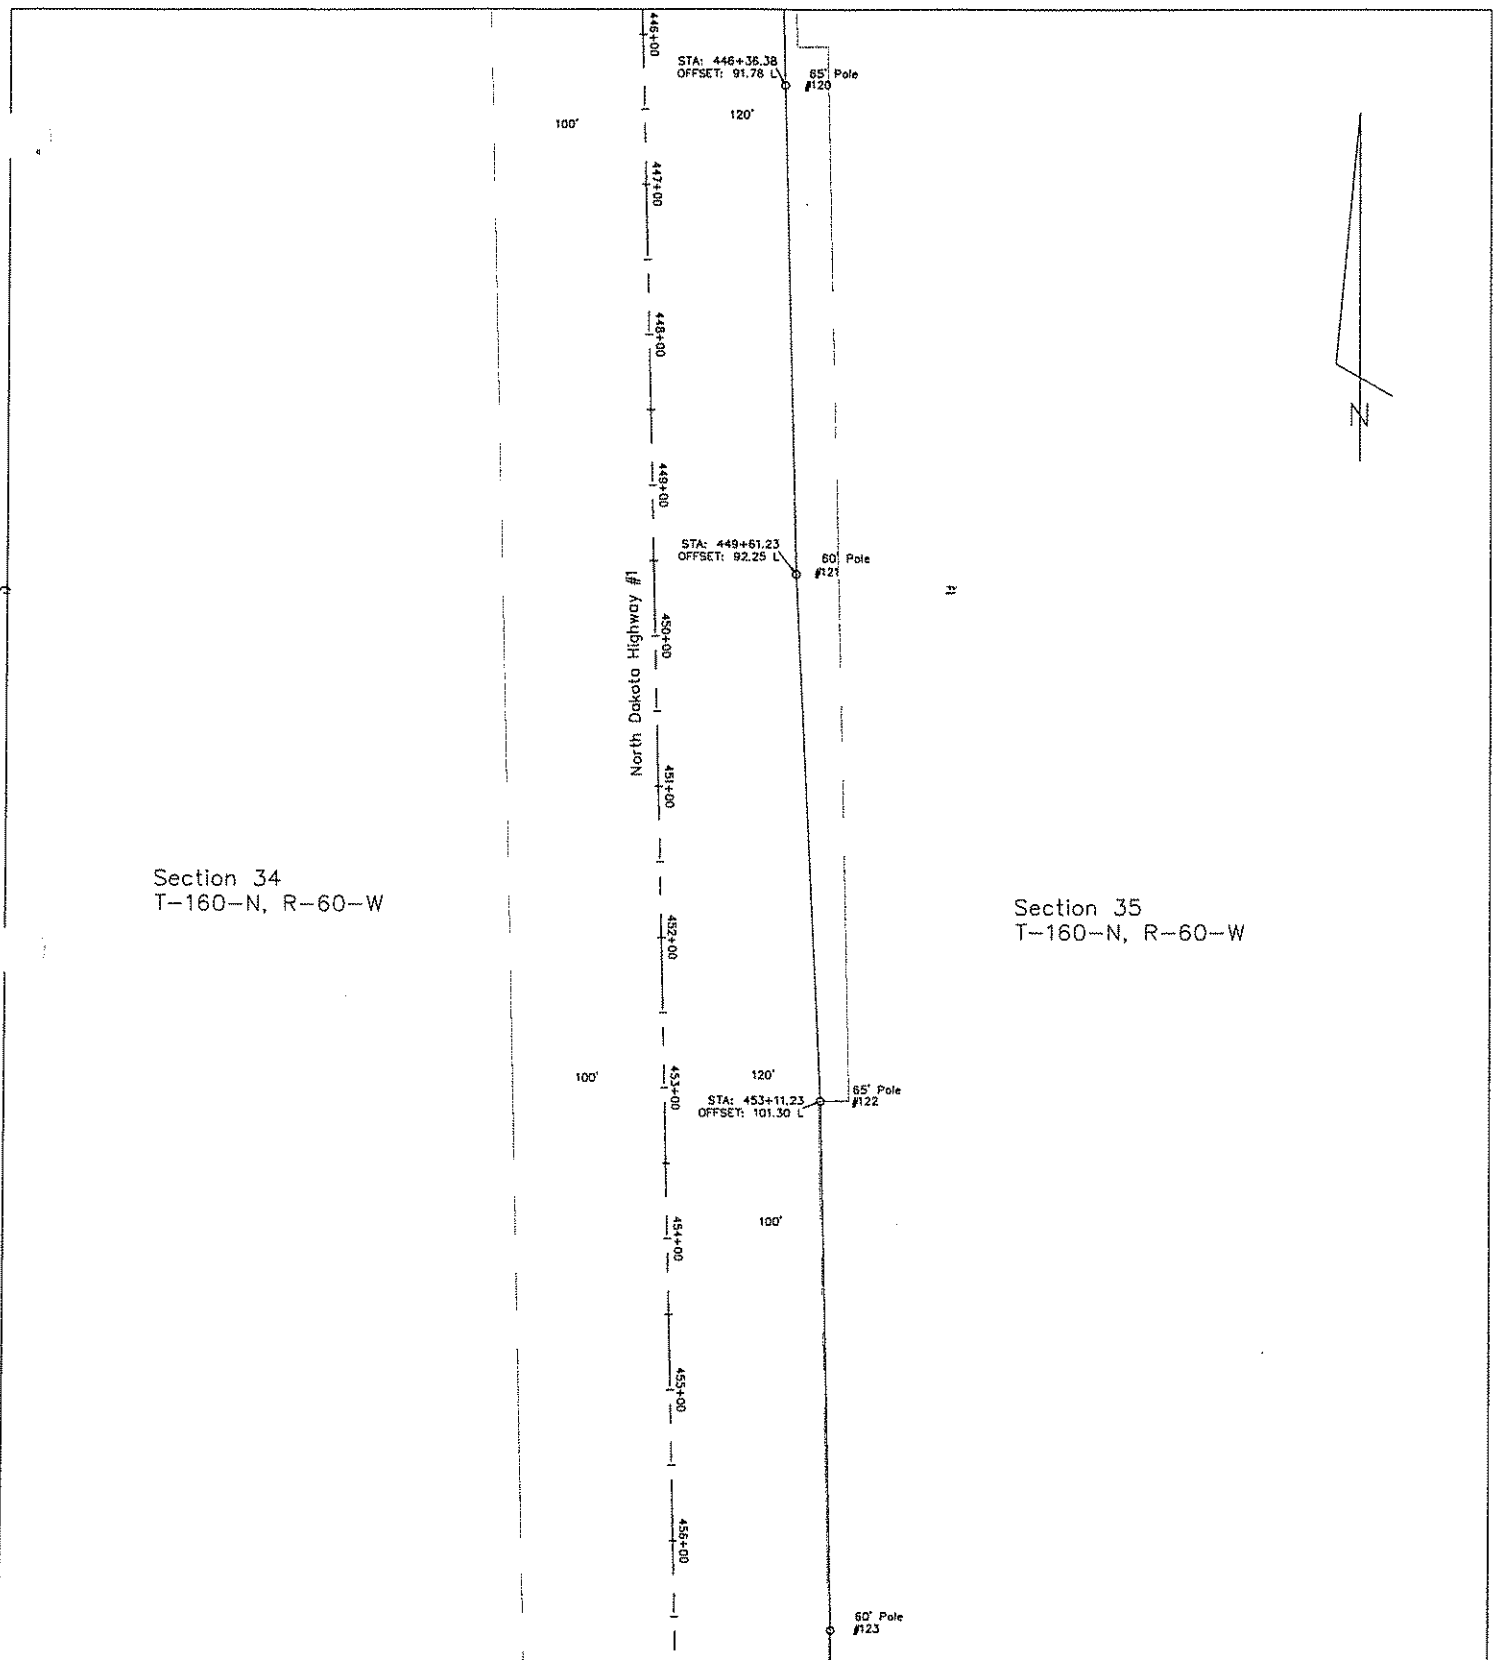 446+00
STA: 446+36.38
OFFSET: 91.78 L
65' Pole
#120
100'
120'
447+00
448+00
449+00
STA: 449+61.23
OFFSET: 92.25 L
60' Pole
#121
North Dakota Highway #1
450+00
451+00
N
Section 34
T-160-N, R-60-W
Section 35
T-160-N, R-60-W
452+00
453+00
100'
120'
STA: 453+11.23
OFFSET: 101.30 L
65' Pole
#122
100'
454+00
455+00
456+00
60' Pole
#123